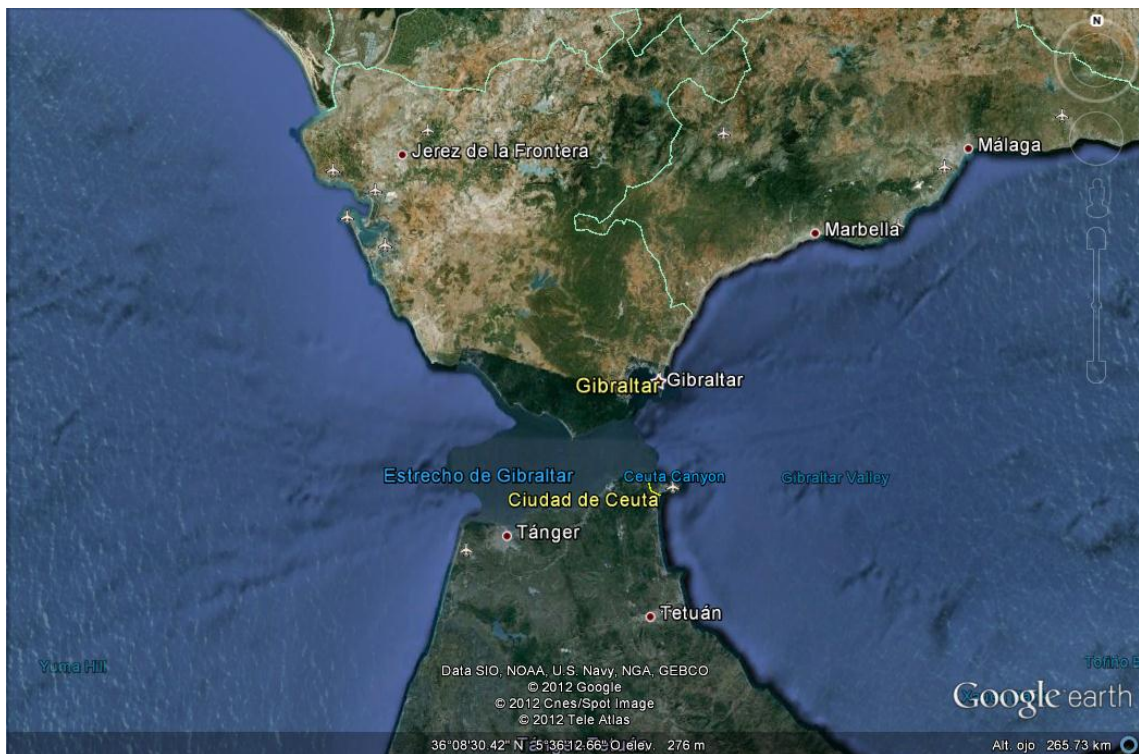 N
Jerez de la Frontera
Málaga
Marbella
Gibraltar
Gibraltar
Estrecho de Gibraltar
Ceuta Canyon
Gibraltar Valley
Ciudad de Ceuta
Tánger
Tetuán
Yuma Hill
Data SIO, NOAA, U.S. Navy, NGA, GEBCO
© 2012 Google
© 2012 Cnes/Spot Image
© 2012 Tele Atlas
Google earth
36°08'30.42" N 5°36'12.66" O elev. 276 m
Alt. ojo 265.73 km